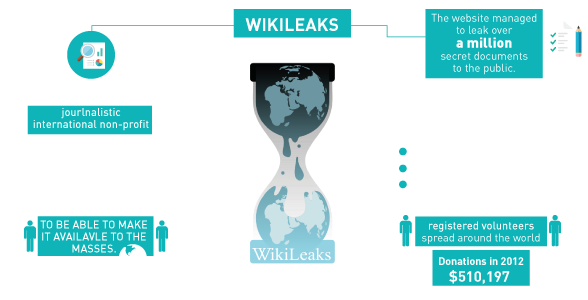 WIKILEAKS
The website managed
to leak over
a million
secret documents
to the public.
jourlnalistic
international non-profit
TO BE ABLE TO MAKE
IT AVAILAVLE TO THE
MASSES.
WikiLeaks
registered volunteers
spread around the world
Donations in 2012
$510,197